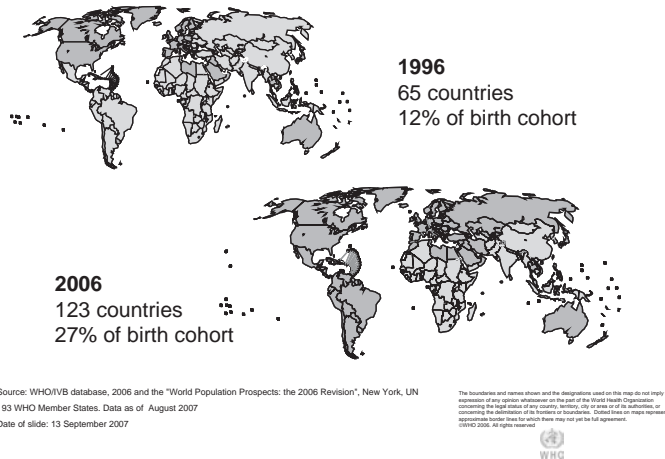 1996
65 countries
12% of birth cohort
2006
123 countries
27% of birth cohort
Source: WHO/IVB database, 2006 and the "World Population Prospects: the 2006 Revision", New York, UN
93 WHO Member States. Data as of August 2007
Date of slide: 13 September 2007
The boundaries and names shown and the designations used on this map do not imply
expression of any opinion whatsoever on the part of the World Health Organization
concerning the legal status of any country, territory, city or area or of its authorities, or
concerning the delimitation of its frontiers or boundaries. Dotted lines on maps represen
approximate border lines for which there may not yet be full agreement.
©WHO 2006. All rights reserved
WHO